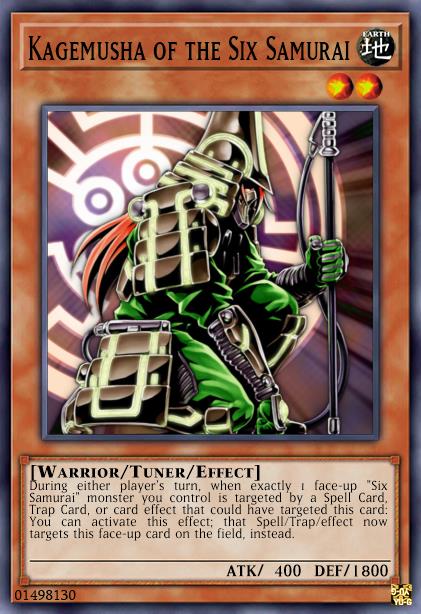 Kagemusha of the Six Samurai
EARTH
地
[Warrior/Tuner/Effect]
During either player's turn, when exactly 1 face-up "Six
Samurai" monster you control is targeted by a Spell Card,
Trap Card, or card effect that could have targeted this card:
You can activate this effect; that Spell/Trap/effect now
targets this face-up card on the field, instead.
ATK/ 400 DEF/1800
01498130